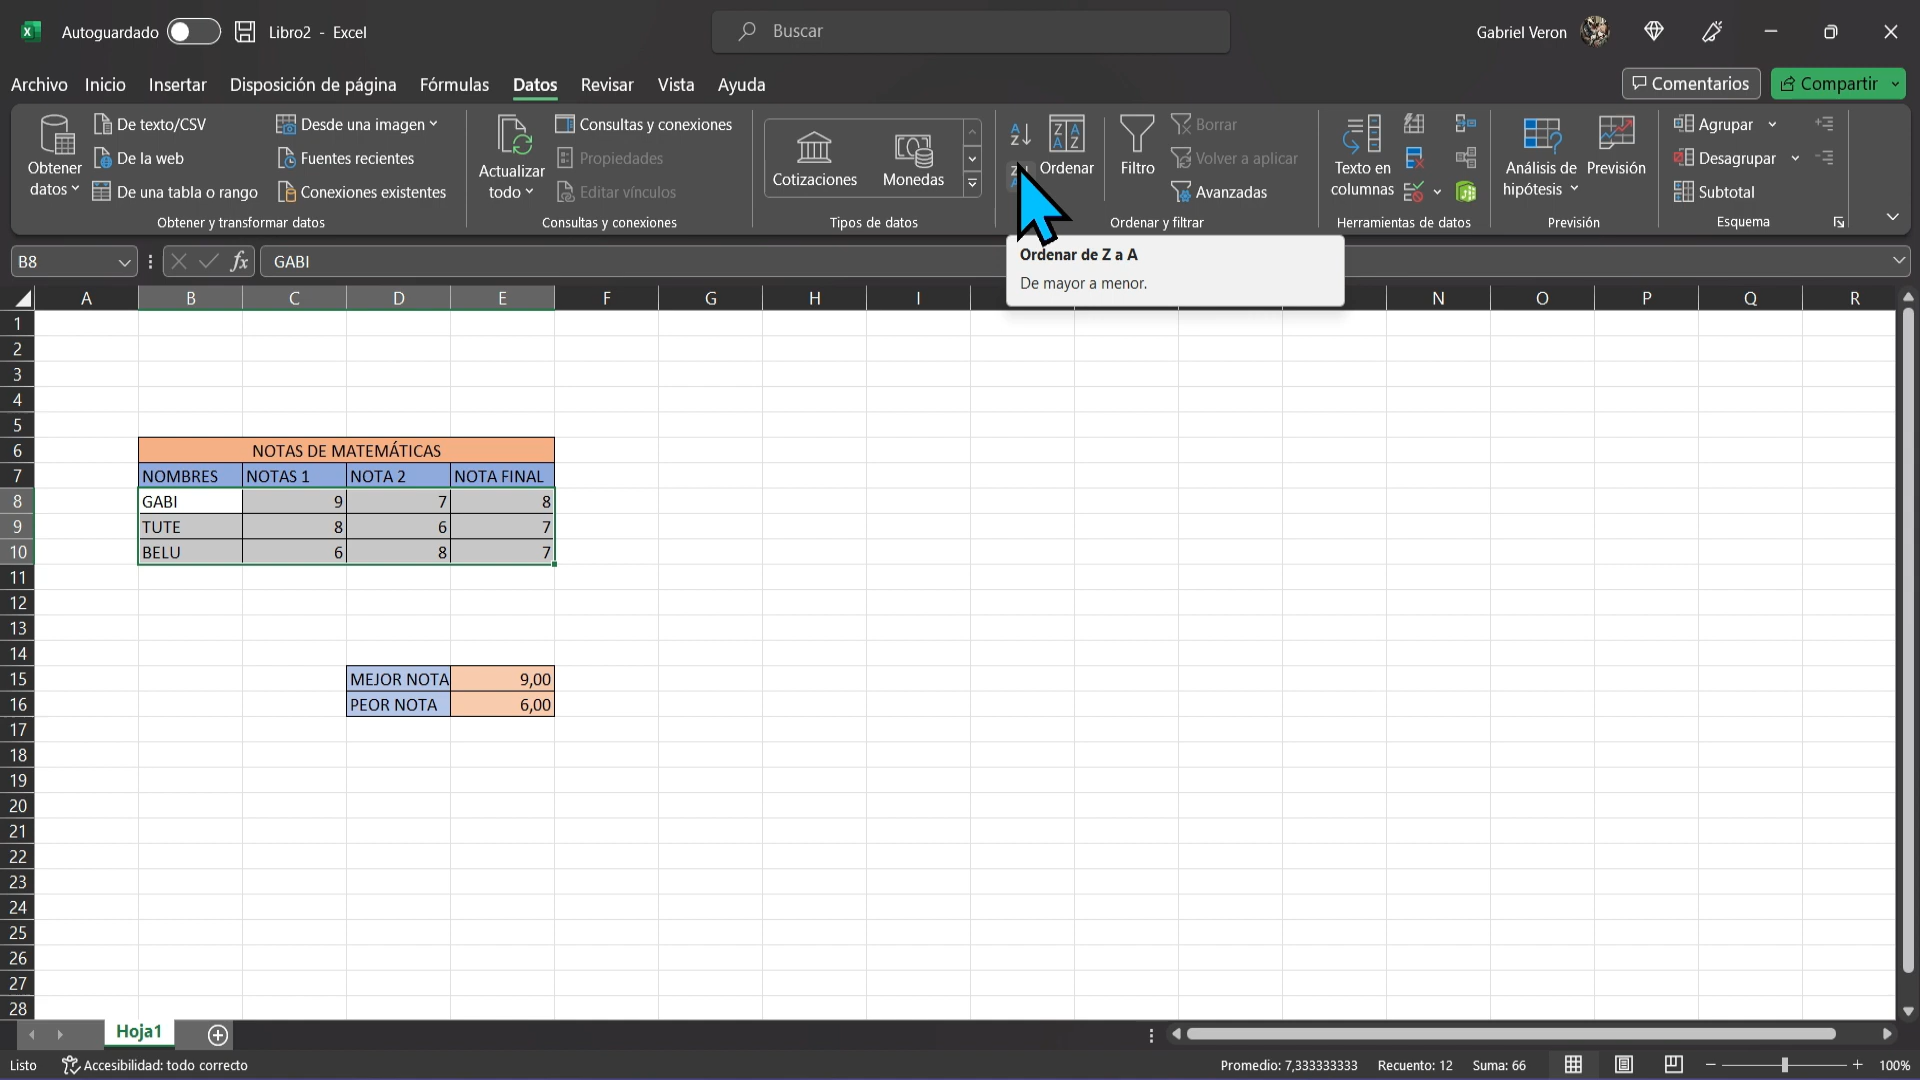 Autoguardado
Libro2 - Excel
Buscar
Gabriel Veron
Archivo Inicio Insertar Disposición de página Fórmulas Datos Revisar Vista Ayuda
Comentarios
Compartir
Obtener datos
De texto/CSV
De la web
De una tabla o rango
Desde una imagen
Fuentes recientes
Conexiones existentes
Obtener y transformar datos
Actualizar todo
Consultas y conexiones
Propiedades
Editar vínculos
Consultas y conexiones
Cotizaciones
Monedas
Tipos de datos
Ordenar
Filtro
Borrar
Volver a aplicar
Avanzadas
Ordenar y filtrar
Texto en columnas
Herramientas de datos
Análisis de hipótesis
Previsión
Previsión
Agrupar
Desagrupar
Subtotal
Esquema
B8
fx
GABI
Ordenar de Z a A
De mayor a menor.
A B C D E F G H I N O P Q R
1
2
3
4
5
6 NOTAS DE MATEMÁTICAS
7 NOMBRES NOTAS 1 NOTA 2 NOTA FINAL
8 GABI 9 7 8
9 TUTE 8 6 7
10 BELU 6 8 7
11
12
13
14
15 MEJOR NOTA 9,00
16 PEOR NOTA 6,00
17
18
19
20
21
22
23
24
25
26
27
28
Hoja1
Listo
Accesibilidad: todo correcto
Promedio: 7,333333333 Recuento: 12 Suma: 66
100%